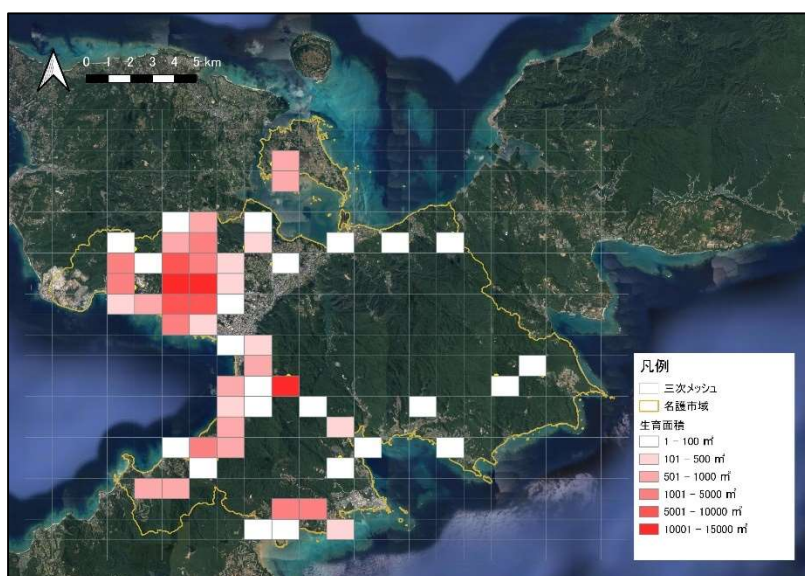 0 1 2 3 4 5 km
凡例
三次メッシュ
名護市域
生育面積
1 - 100 ㎡
101 - 500 ㎡
501 - 1000 ㎡
1001 - 5000 ㎡
5001 - 10000 ㎡
10001 - 15000 ㎡